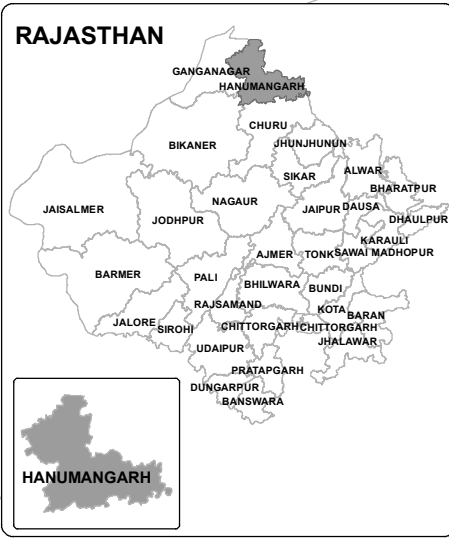 RAJASTHAN
GANGANAGAR
HANUMANGARH
CHURU
JHUNJHUNUN
BIKANER
ALWAR
SIKAR
BHARATPUR
NAGAUR
JAISALMER
JAIPUR
DAUSA
JODHPUR
DHAULPUR
KARAULI
AJMER
TONK
SAWAI MADHOPUR
BARMER
PALI
BHILWARA
BUNDI
RAJSAMAND
KOTA
BARAN
JALORE
SIROHI
CHITTORGARH
CHITTORGARH
JHALAWAR
UDAIPUR
PRATAPGARH
DUNGARPUR
BANSWARA
HANUMANGARH